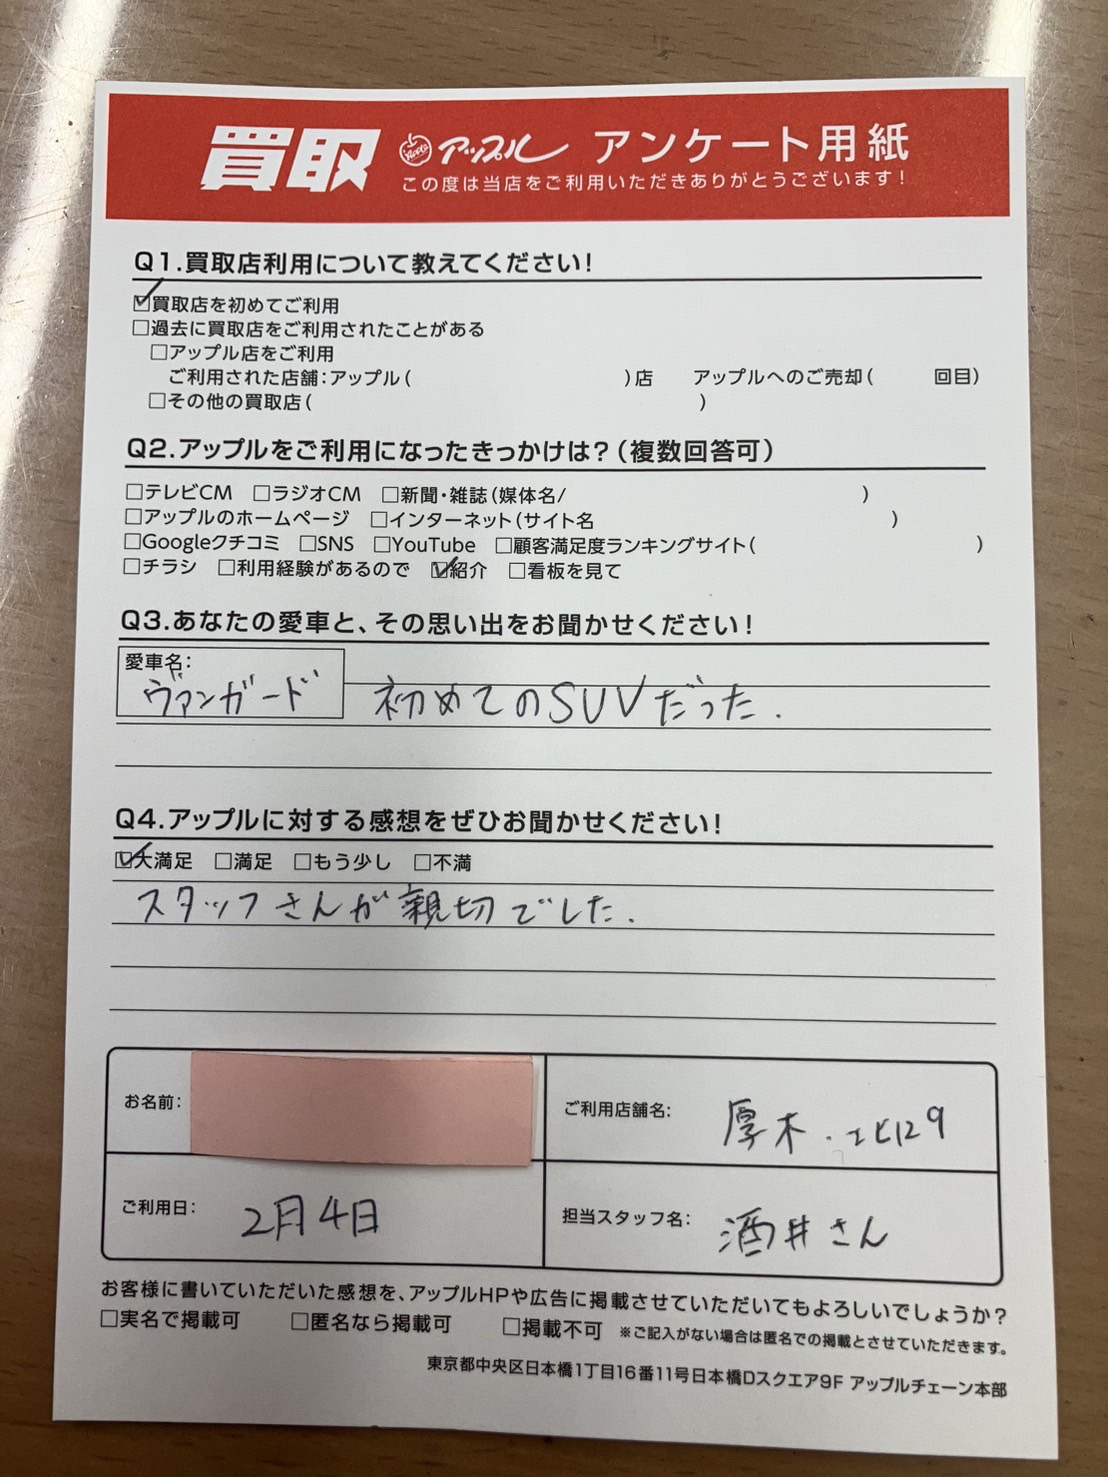 買取 アップル アンケート用紙
この度は当店をご利用いただきありがとうございます!
Q1.買取店利用について教えてください!
☑買取店を初めてご利用
□過去に買取店をご利用されたことがある
□アップル店をご利用
ご利用された店舗:アップル( )店 アップルへのご売却( 回目)
□その他の買取店( )
Q2.アップルをご利用になったきっかけは?(複数回答可)
□テレビCM □ラジオCM □新聞・雑誌(媒体名/ )
□アップルのホームページ □インターネット(サイト名 )
□Googleクチコミ □SNS □YouTube □顧客満足度ランキングサイト( )
□チラシ □利用経験があるので ☑紹介 □看板を見て
Q3.あなたの愛車と、その思い出をお聞かせください!
愛車名:
ヴァンガード 初めてのSUVだった.
Q4.アップルに対する感想をぜひお聞かせください!
☑大満足 □満足 □もう少し □不満
スタッフさんが親切でした.
お名前: ご利用店舗名: 厚木.
ご利用日: 2月4日 担当スタッフ名: 酒井さん
お客様に書いていただいた感想を、アップルHPや広告に掲載させていただいてもよろしいでしょうか?
□実名で掲載可 □匿名なら掲載可 □掲載不可 ※ご記入がない場合は匿名での掲載とさせていただきます。
東京都中央区日本橋1丁目16番11号日本橋Dスクエア9F アップルチェーン本部